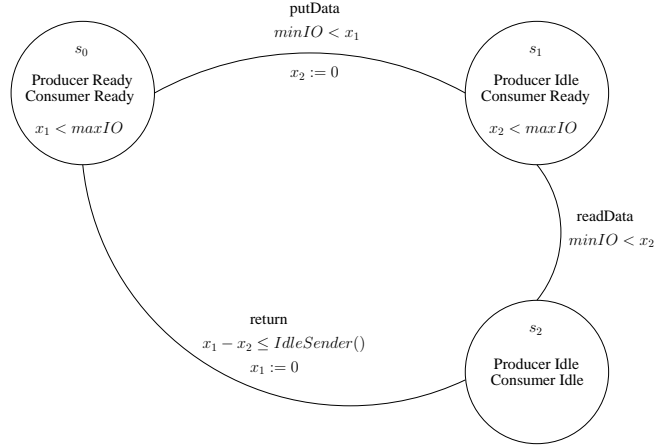 putData
minIO < x₁
x₂ := 0
s₀
Producer Ready
Consumer Ready
x₁ < maxIO
s₁
Producer Idle
Consumer Ready
x₂ < maxIO
readData
minIO < x₂
return
x₁ − x₂ ≤ IdleSender()
x₁ := 0
s₂
Producer Idle
Consumer Idle